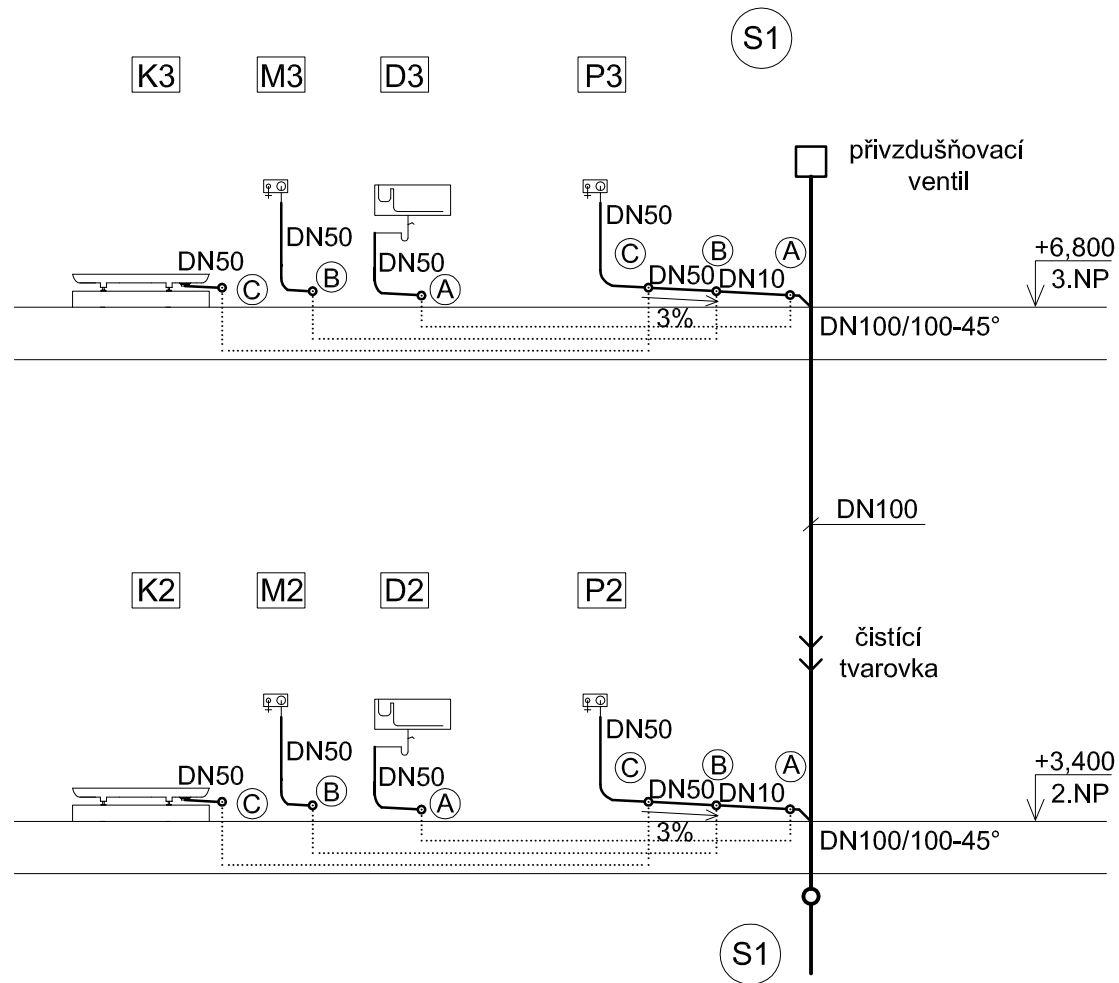 S1
K3
M3
D3
P3
přivzdušňovací
ventil
DN50
DN50
DN50
DN50
C
B
A
C
B
A
DN50
DN10
3%
+6,800
3.NP
DN100/100-45°
DN100
K2
M2
D2
P2
čistící
tvarovka
DN50
DN50
DN50
DN50
C
B
A
C
B
A
DN50
DN10
3%
+3,400
2.NP
DN100/100-45°
S1